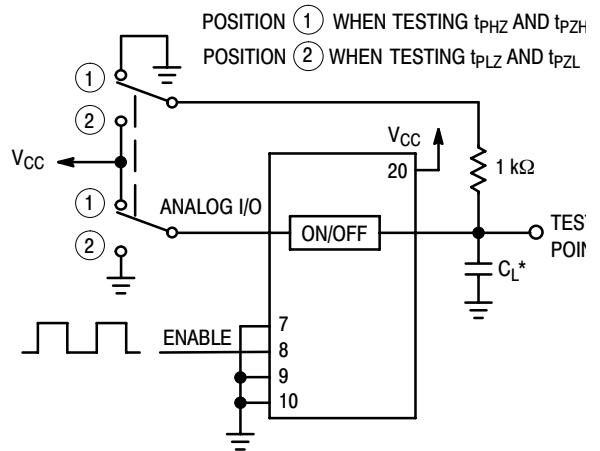 POSITION 1 WHEN TESTING tPHZ AND tPZH
POSITION 2 WHEN TESTING tPLZ AND tPZL
1
2
VCC
VCC
20
1 kΩ
1
ANALOG I/O
ON/OFF
2
CL*
7
ENABLE
8
9
10